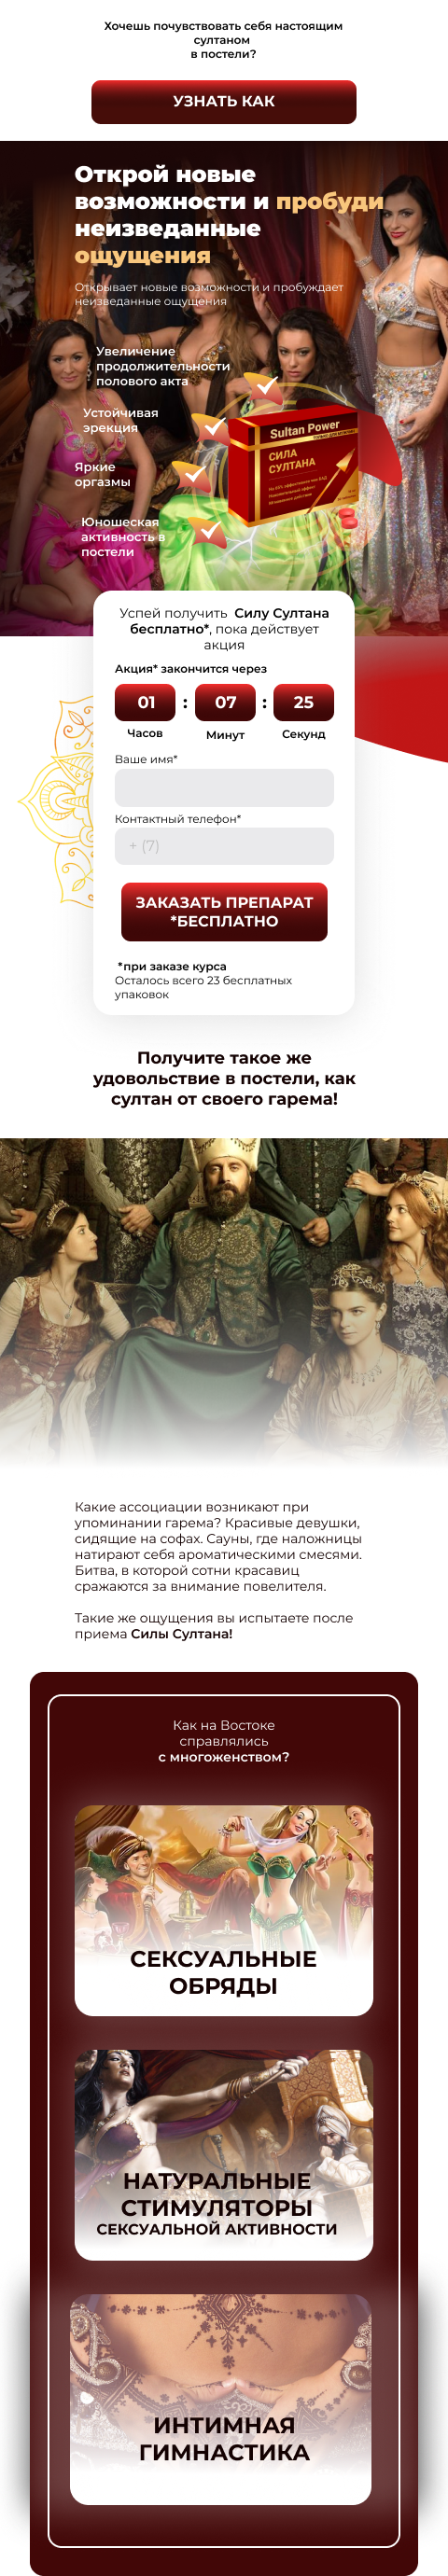 Хочешь почувствовать себя настоящим
султаном
в постели?
УЗНАТЬ КАК
Открой новые
возможности и пробуди
неизведанные
ощущения
Открывает новые возможности и пробуждает
неизведанные ощущения
Увеличение
продолжительности
полового акта
Устойчивая
эрекция
Яркие
оргазмы
Юношеская
активность в
постели
Sultan Power
СИЛА
СУЛТАНА
Успей получить Силу Султана
бесплатно*, пока действует
акция
Акция* закончится через
01 : 07 : 25
Часов Минут Секунд
Ваше имя*
Контактный телефон*
+ (7)
ЗАКАЗАТЬ ПРЕПАРАТ
*БЕСПЛАТНО
*при заказе курса
Осталось всего 23 бесплатных
упаковок
Получите такое же
удовольствие в постели, как
султан от своего гарема!
Какие ассоциации возникают при
упоминании гарема? Красивые девушки,
сидящие на софах. Сауны, где наложницы
натирают себя ароматическими смесями.
Битва, в которой сотни красавиц
сражаются за внимание повелителя.
Такие же ощущения вы испытаете после
приема Силы Султана!
Как на Востоке
справлялись
с многоженством?
СЕКСУАЛЬНЫЕ
ОБРЯДЫ
НАТУРАЛЬНЫЕ
СТИМУЛЯТОРЫ
СЕКСУАЛЬНОЙ АКТИВНОСТИ
ИНТИМНАЯ
ГИМНАСТИКА